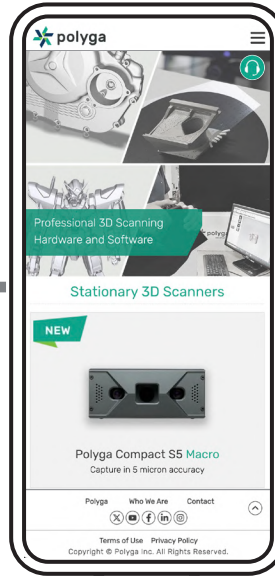 polyga
polyga
Professional 3D Scanning
Hardware and Software
Stationary 3D Scanners
NEW
Polyga Compact S5 Macro
Capture in 5 micron accuracy
Polyga Who We Are Contact
Terms of Use Privacy Policy
Copyright © Polyga Inc. All Rights Reserved.